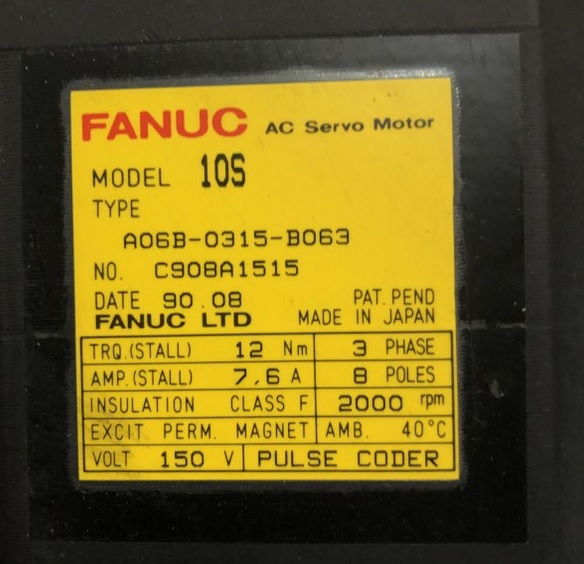 FANUC AC Servo Motor
MODEL 10S
TYPE
A06B-0315-B063
NO. C908A1515
DATE 90.08 PAT. PEND
FANUC LTD MADE IN JAPAN
TRQ.(STALL) 12 Nm 3 PHASE
AMP.(STALL) 7,6 A 8 POLES
INSULATION CLASS F 2000 rpm
EXCIT PERM. MAGNET AMB. 40°C
VOLT 150 V PULSE CODER